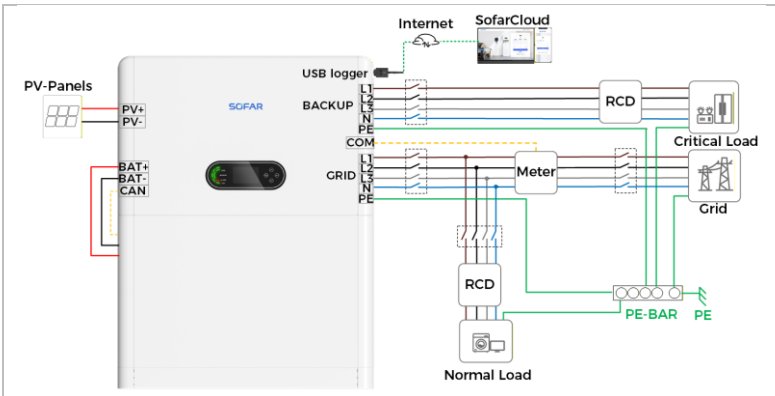 Internet
SofarCloud
USB logger
PV-Panels
PV+
PV-
SOFAR
BACKUP
L1
L2
L3
N
PE
RCD
Critical Load
COM
BAT+
BAT-
CAN
GRID
L1
L2
L3
N
PE
Meter
Grid
RCD
PE-BAR
PE
Normal Load